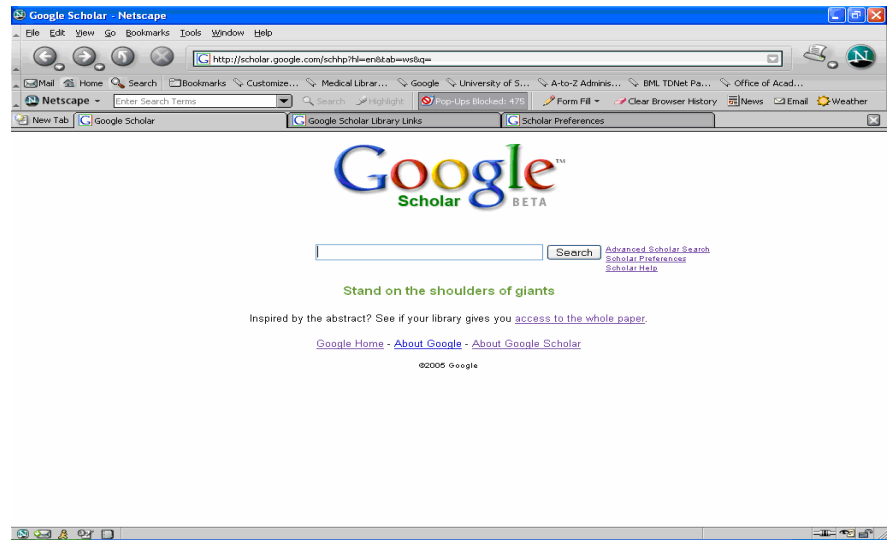 Google Scholar - Netscape
File Edit View Go Bookmarks Tools Window Help
http://scholar.google.com/schhp?hl=en&tab=ws&q=
Mail Home Search Bookmarks Customize... Medical Librar... Google University of S... A-to-Z Adminis... BML TDNet Pa... Office of Acad...
Netscape Enter Search Terms Search Highlight Pop-Ups Blocked: 475 Form Fill Clear Browser History News Email Weather
New Tab Google Scholar Google Scholar Library Links Scholar Preferences
Google™
Scholar BETA
Search
Advanced Scholar Search
Scholar Preferences
Scholar Help
Stand on the shoulders of giants
Inspired by the abstract? See if your library gives you access to the whole paper.
Google Home - About Google - About Google Scholar
©2005 Google